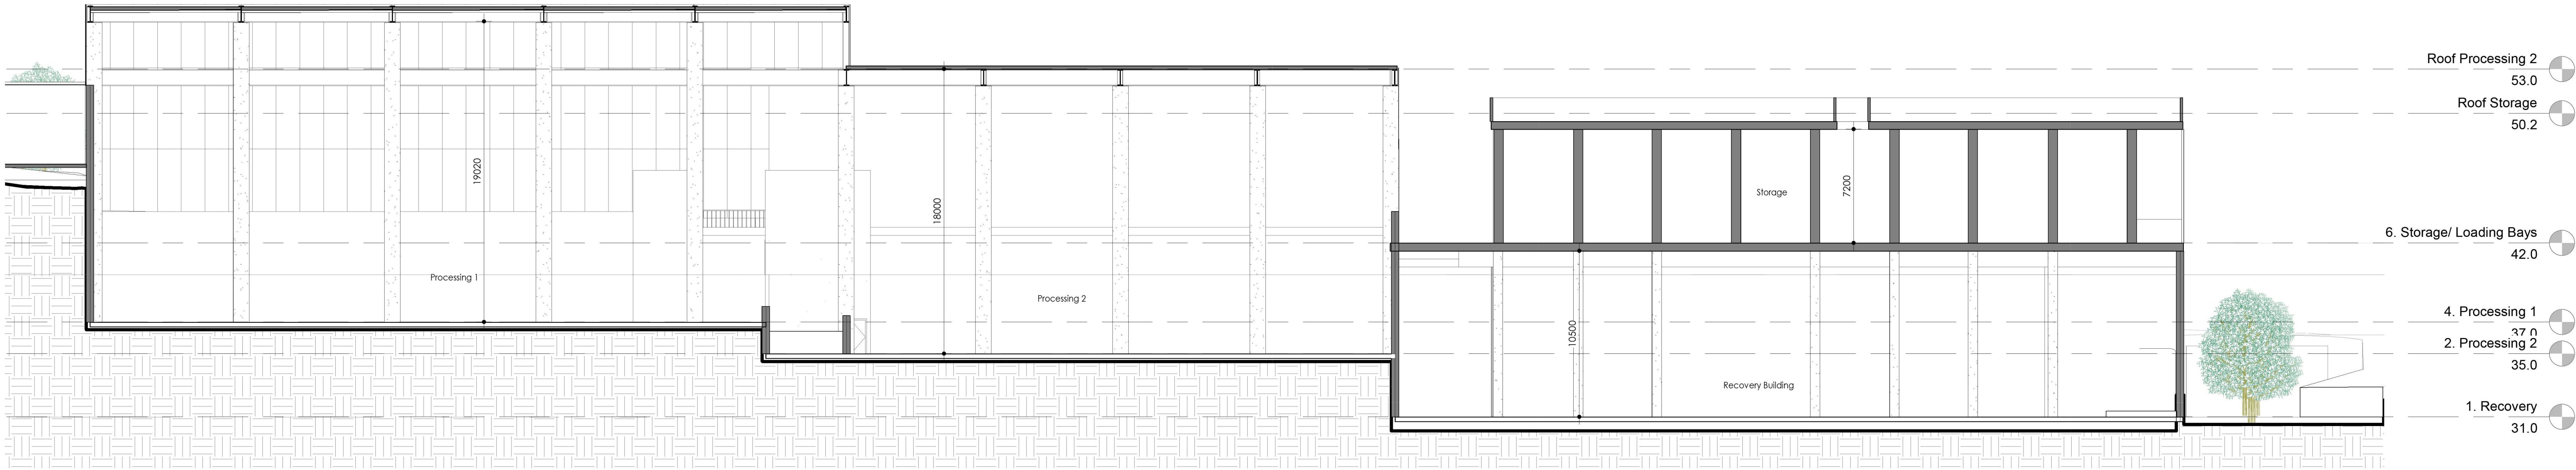 Roof Processing 2
53.0
Roof Storage
50.2
19020
18000
Storage
7200
6. Storage/ Loading Bays
42.0
Processing 1
Processing 2
4. Processing 1
37.0
10500
2. Processing 2
35.0
Recovery Building
1. Recovery
31.0